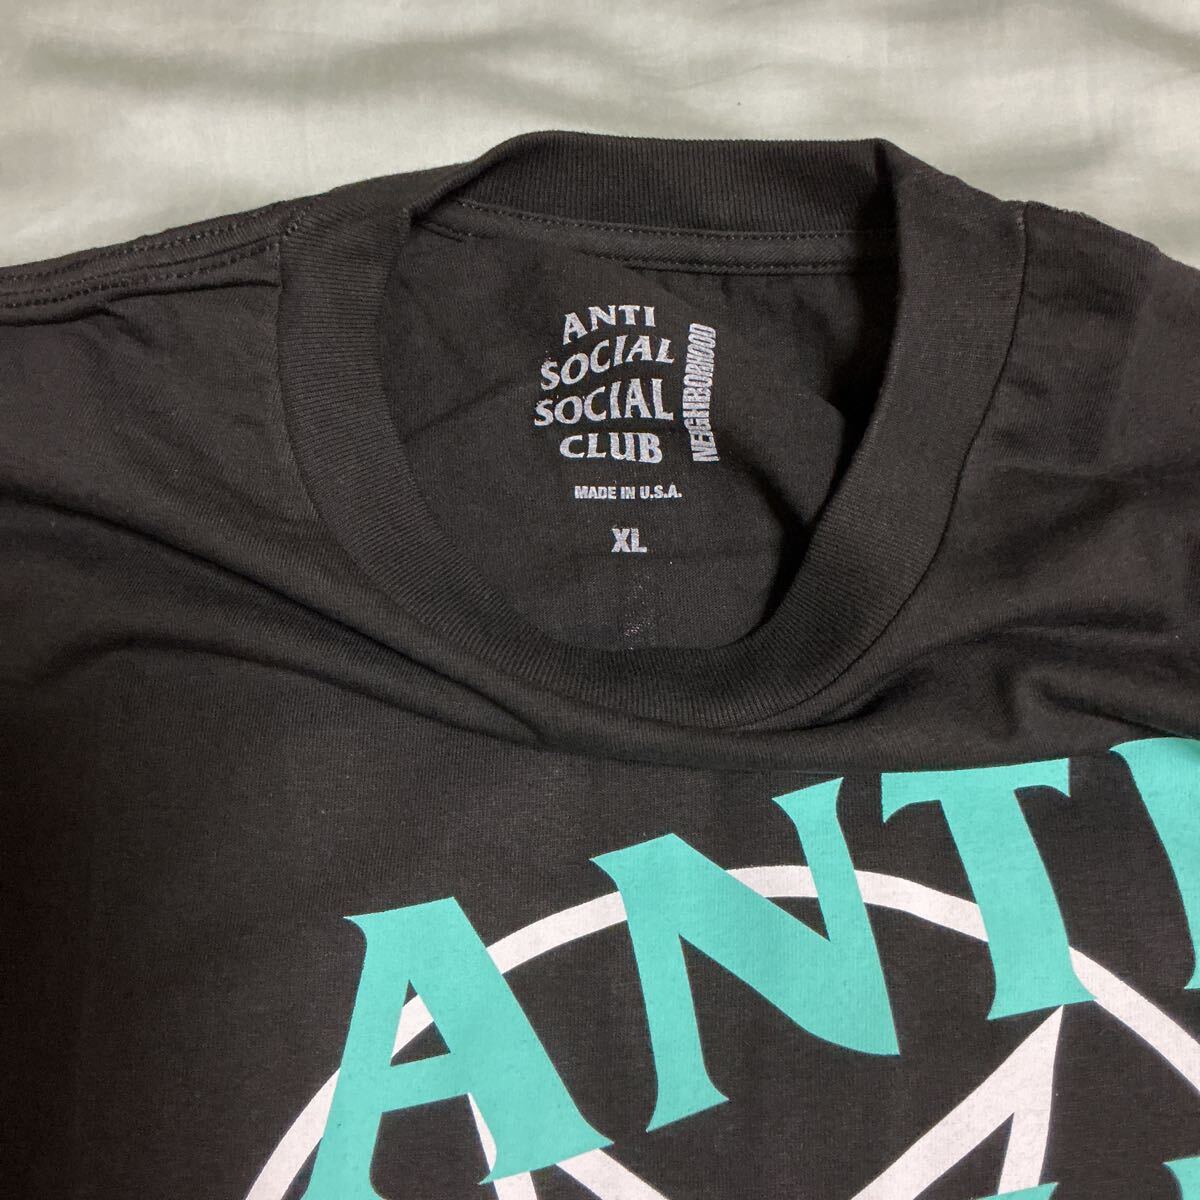 ANTI
SOCIAL
SOCIAL
CLUB
NEIGHBORHOOD
MADE IN U.S.A.
XL
ANTI